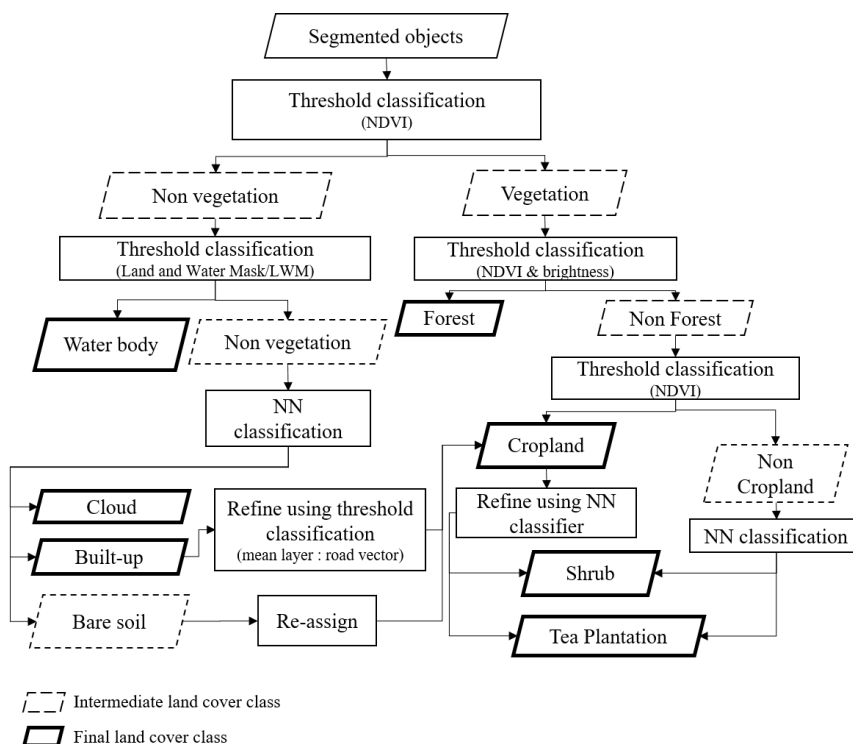 Segmented objects
Threshold classification
(NDVI)
Non vegetation
Vegetation
Threshold classification
(Land and Water Mask/LWM)
Threshold classification
(NDVI & brightness)
Water body
Non vegetation
Forest
Non Forest
Threshold classification
(NDVI)
NN
classification
Cropland
Non
Cropland
Cloud
Refine using threshold
classification
(mean layer : road vector)
Refine using NN
classifier
NN classification
Built-up
Shrub
Bare soil
Re-assign
Tea Plantation
Intermediate land cover class
Final land cover class